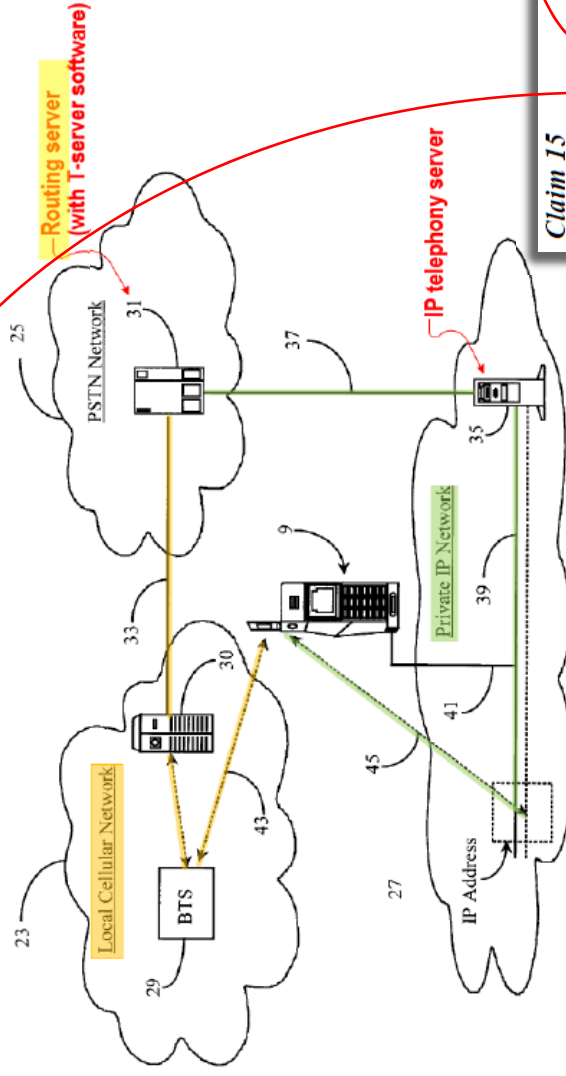 Routing server
(with T-server software)
25
31
PSTN Network
37
IP telephony server
35
33
9
Private IP Network
39
30
41
45
43
Local Cellular Network
23
BTS
29
27
IP Address
Claim 15